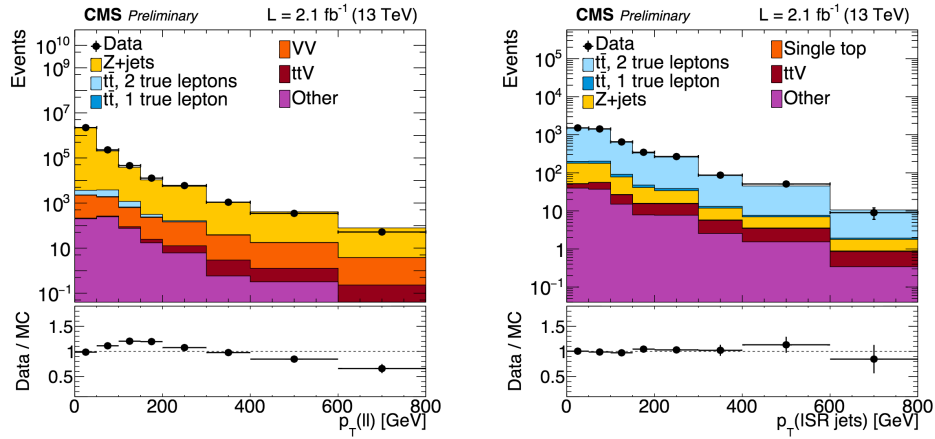 CMS Preliminary L = 2.1 fb⁻¹ (13 TeV)
Events
10¹⁰
10⁷
10⁵
10³
10
10⁻¹
Data
Z+jets
tt̄, 2 true leptons
tt̄, 1 true lepton
VV
ttV
Other
Data / MC
1.5
1
0.5
0 200 400 600 800
p_T(ll) [GeV]
CMS Preliminary L = 2.1 fb⁻¹ (13 TeV)
Events
10⁵
10⁴
10³
10²
10
1
10⁻¹
Data
tt̄, 2 true leptons
tt̄, 1 true lepton
Z+jets
Single top
ttV
Other
Data / MC
1.5
1
0.5
0 200 400 600 800
p_T(ISR jets) [GeV]